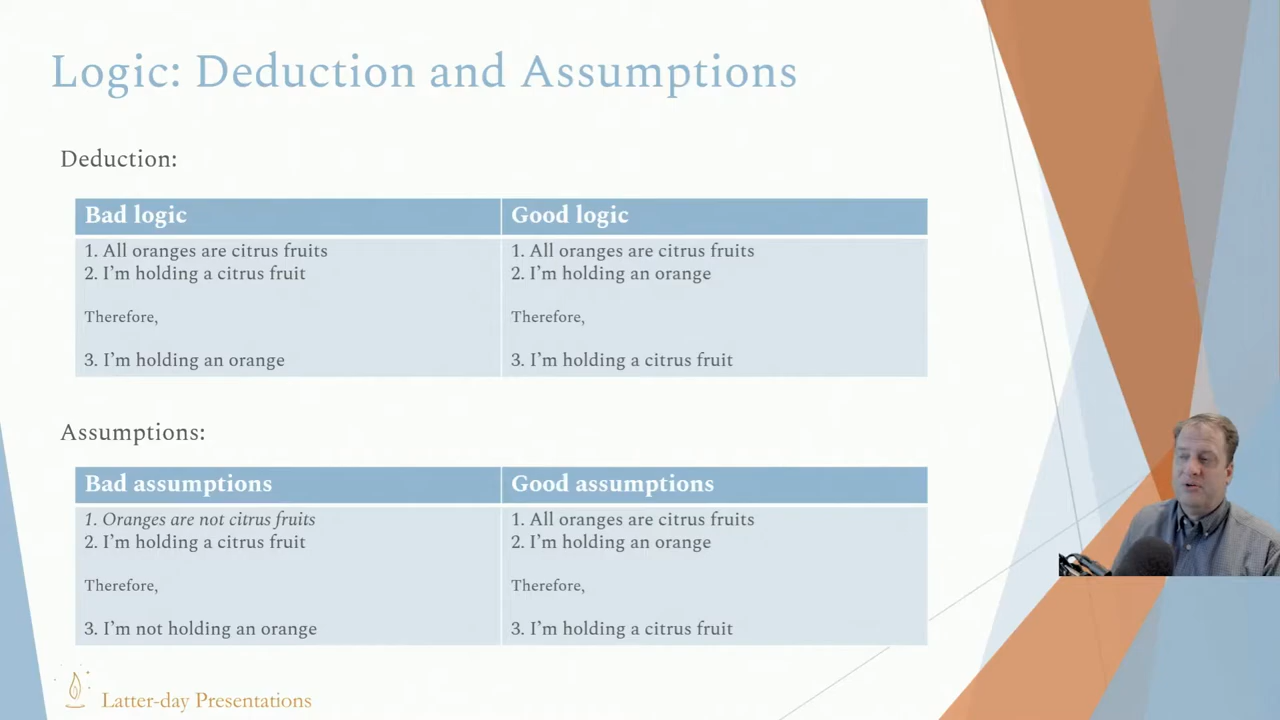 Logic: Deduction and Assumptions
Deduction:
Bad logic
1. All oranges are citrus fruits
2. I'm holding a citrus fruit
Therefore,
3. I'm holding an orange
Good logic
1. All oranges are citrus fruits
2. I'm holding an orange
Therefore,
3. I'm holding a citrus fruit
Assumptions:
Bad assumptions
1. Oranges are not citrus fruits
2. I'm holding a citrus fruit
Therefore,
3. I'm not holding an orange
Good assumptions
1. All oranges are citrus fruits
2. I'm holding an orange
Therefore,
3. I'm holding a citrus fruit
Latter-day Presentations